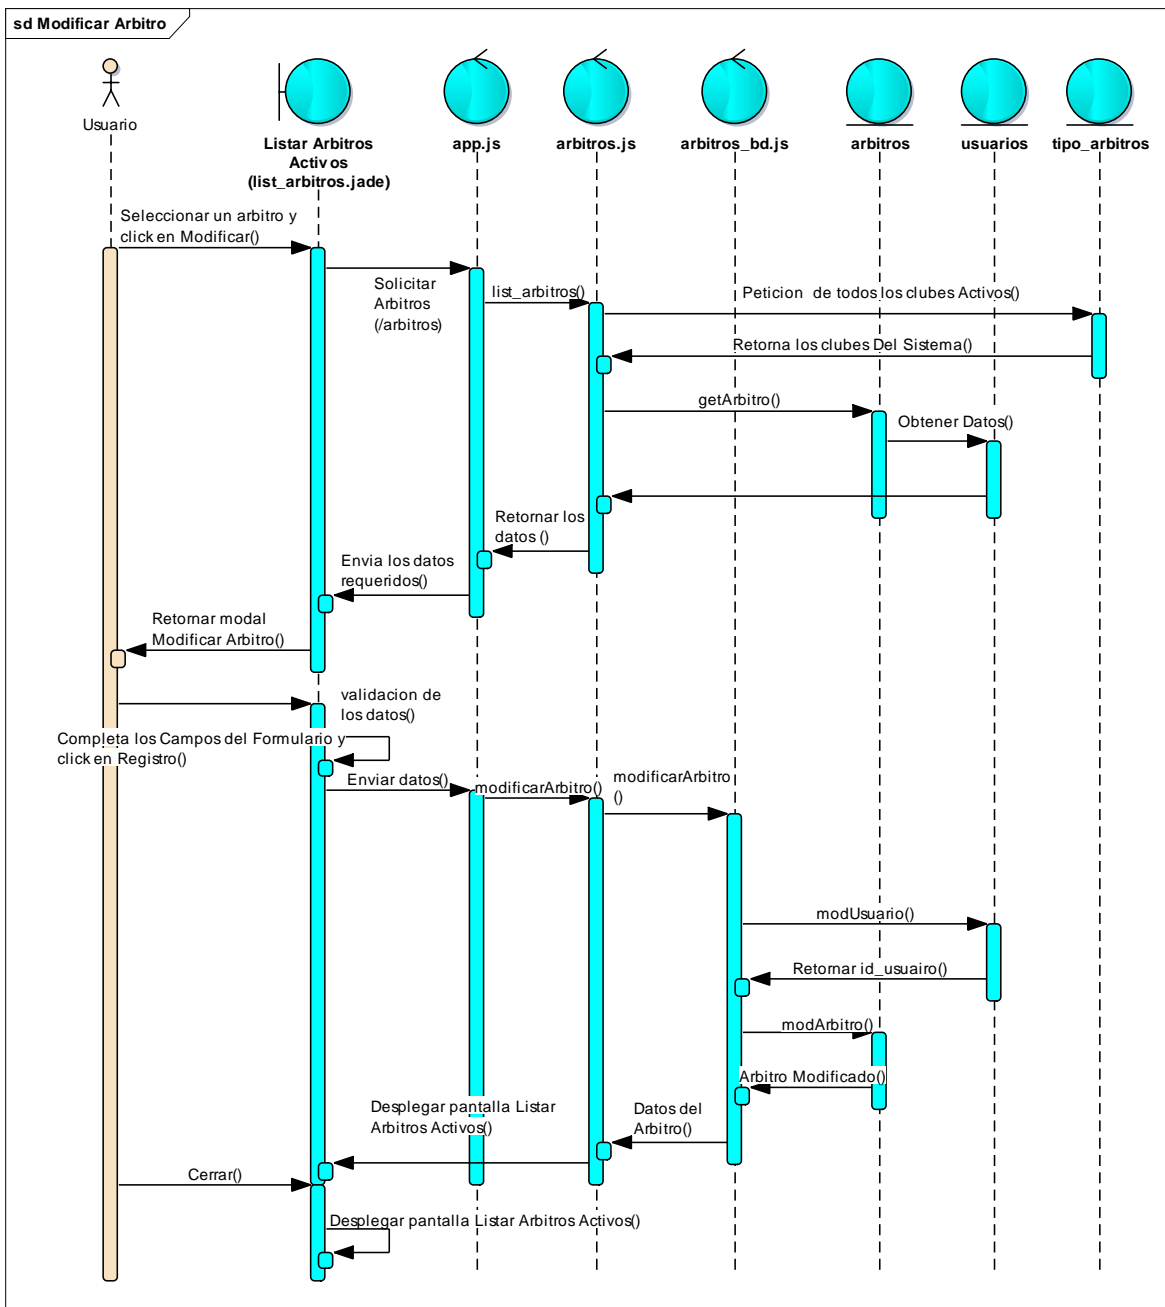 sd Modificar Arbitro
Usuario
Listar Arbitros
Activos
(list_arbitros.jade)
app.js
arbitros.js
arbitros_bd.js
arbitros
usuarios
tipo_arbitros
Seleccionar un arbitro y
click en Modificar()
Solicitar
Arbitros
(/arbitros)
list_arbitros()
Peticion de todos los clubes Activos()
Retorna los clubes Del Sistema()
getArbitro()
Obtener Datos()
Retornar los
datos ()
Envia los datos
requeridos()
Retornar modal
Modificar Arbitro()
validacion de
los datos()
Completa los Campos del Formulario y
click en Registro()
Enviar datos()
modificarArbitro()
modificarArbitro
()
modUsuario()
Retornar id_usuairo()
modArbitro()
Arbitro Modificado()
Desplegar pantalla Listar
Arbitros Activos()
Datos del
Arbitro()
Cerrar()
Desplegar pantalla Listar Arbitros Activos()